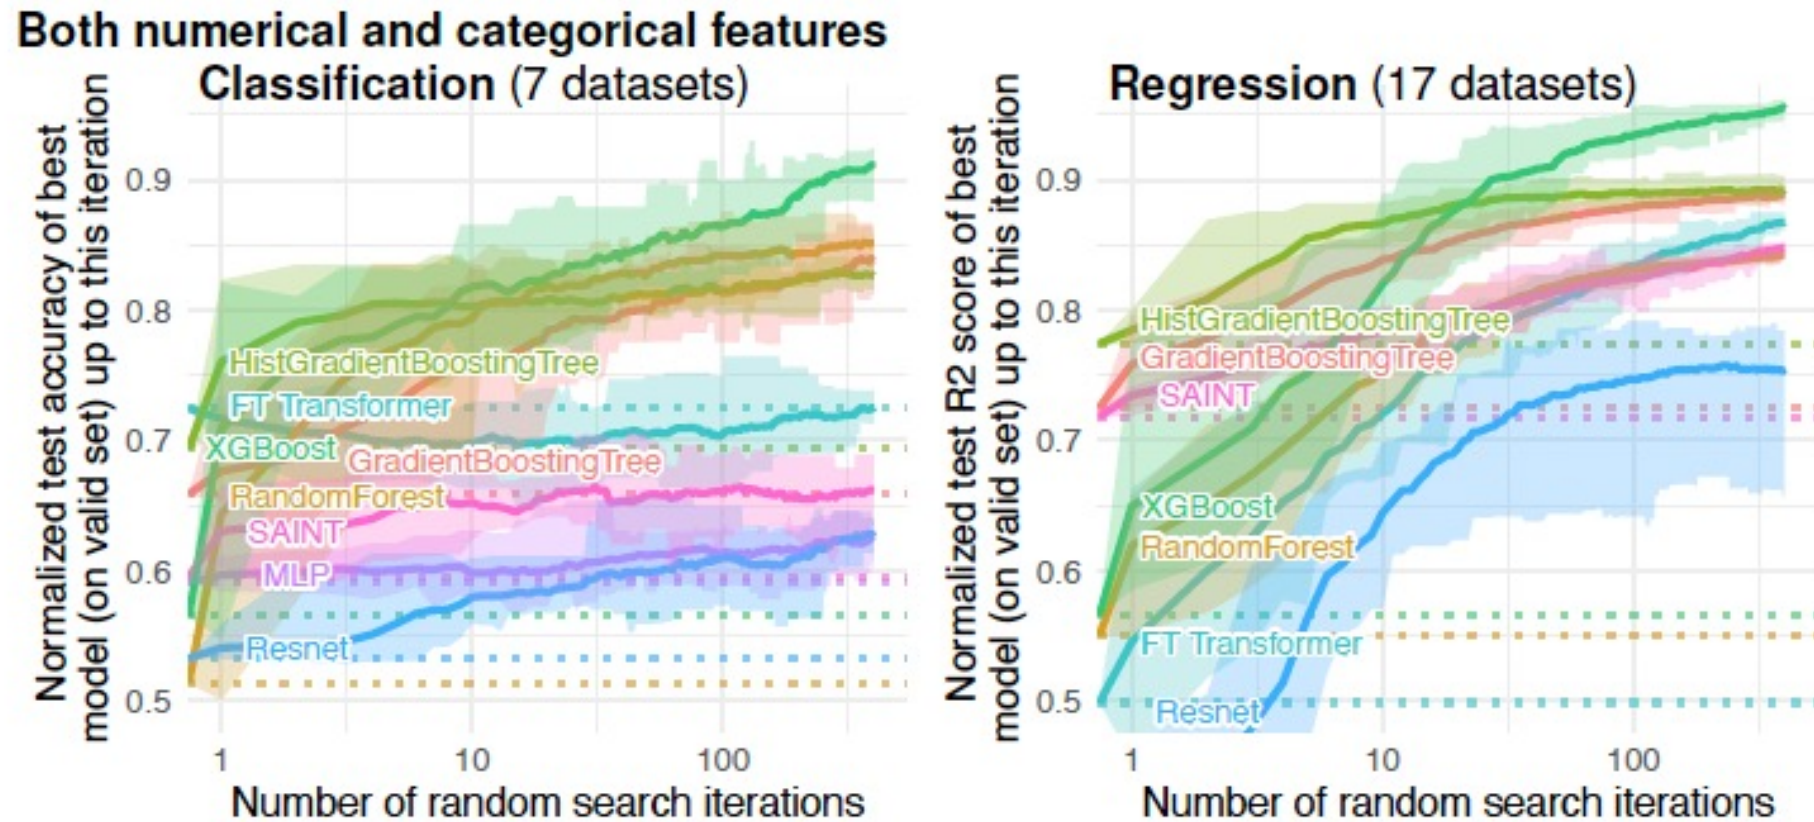 Both numerical and categorical features
Classification (7 datasets)
Normalized test accuracy of best
model (on valid set) up to this iteration
0.9
0.8
0.7
0.6
0.5
HistGradientBoostingTree
FT Transformer
XGBoost
GradientBoostingTree
RandomForest
SAINT
MLP
Resnet
1
10
100
Number of random search iterations
Regression (17 datasets)
Normalized test R2 score of best
model (on valid set) up to this iteration
0.9
0.8
0.7
0.6
0.5
HistGradientBoostingTree
GradientBoostingTree
SAINT
XGBoost
RandomForest
FT Transformer
Resnet
1
10
100
Number of random search iterations